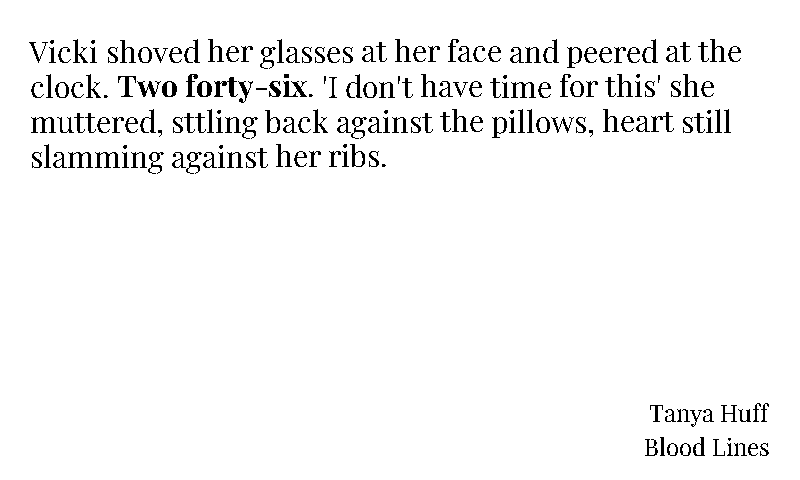 Vicki shoved her glasses at her face and peered at the
clock. Two forty-six. 'I don't have time for this' she
muttered, sttling back against the pillows, heart still
slamming against her ribs.
Tanya Huff
Blood Lines